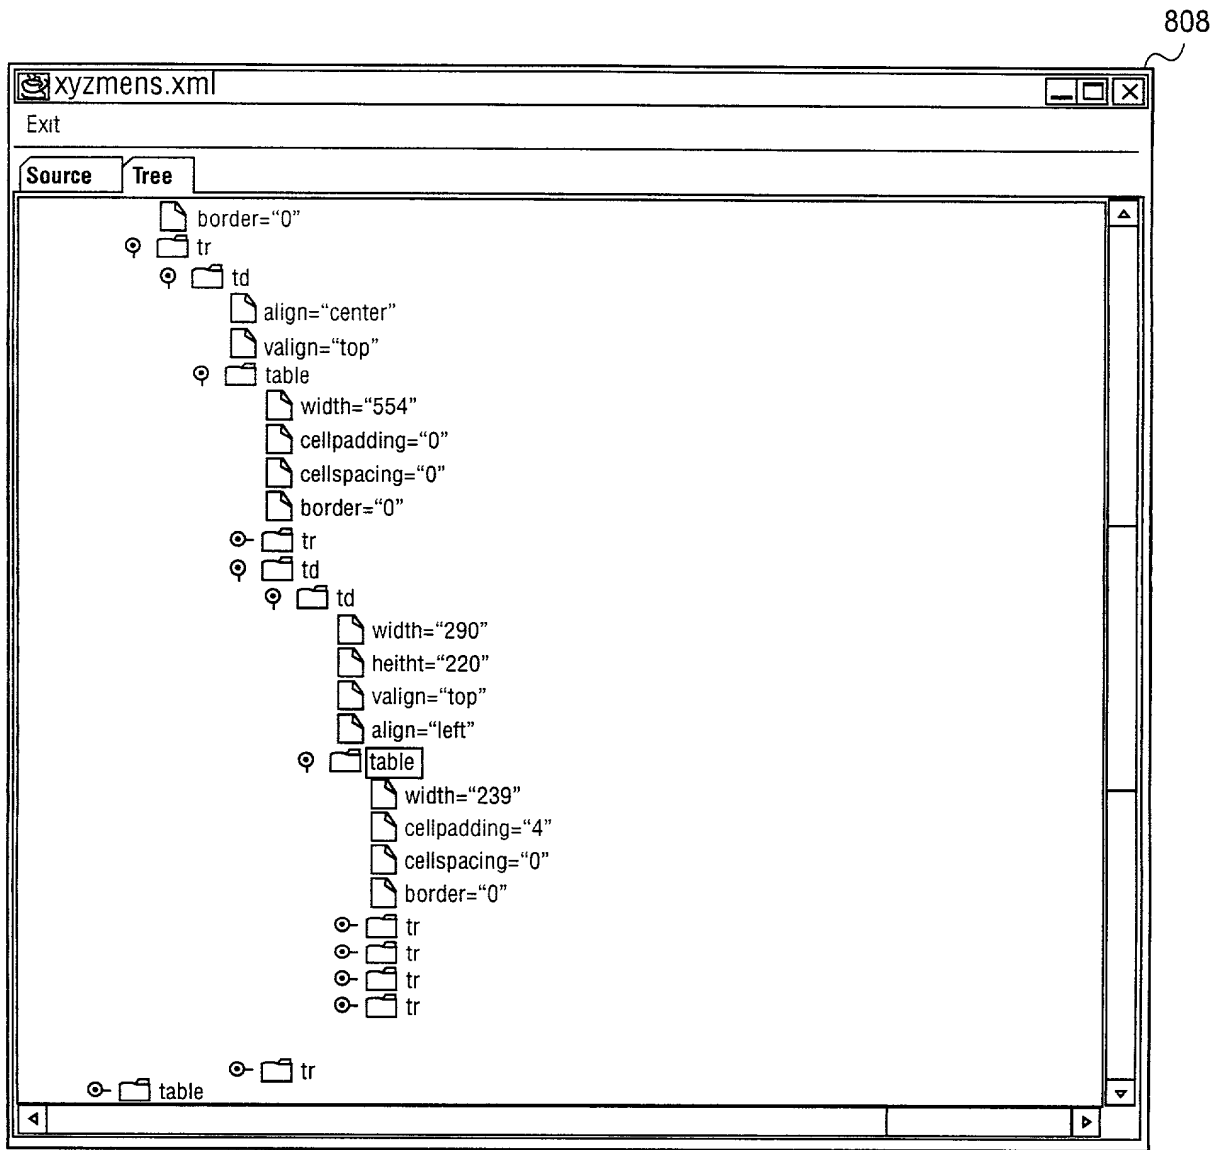 808
xyzmens.xml
Exit
Source Tree
border="0"
tr
td
align="center"
valign="top"
table
width="554"
cellpadding="0"
cellspacing="0"
border="0"
tr
td
td
width="290"
heitht="220"
valign="top"
align="left"
table
width="239"
cellpadding="4"
cellspacing="0"
border="0"
tr
tr
tr
tr
tr
table